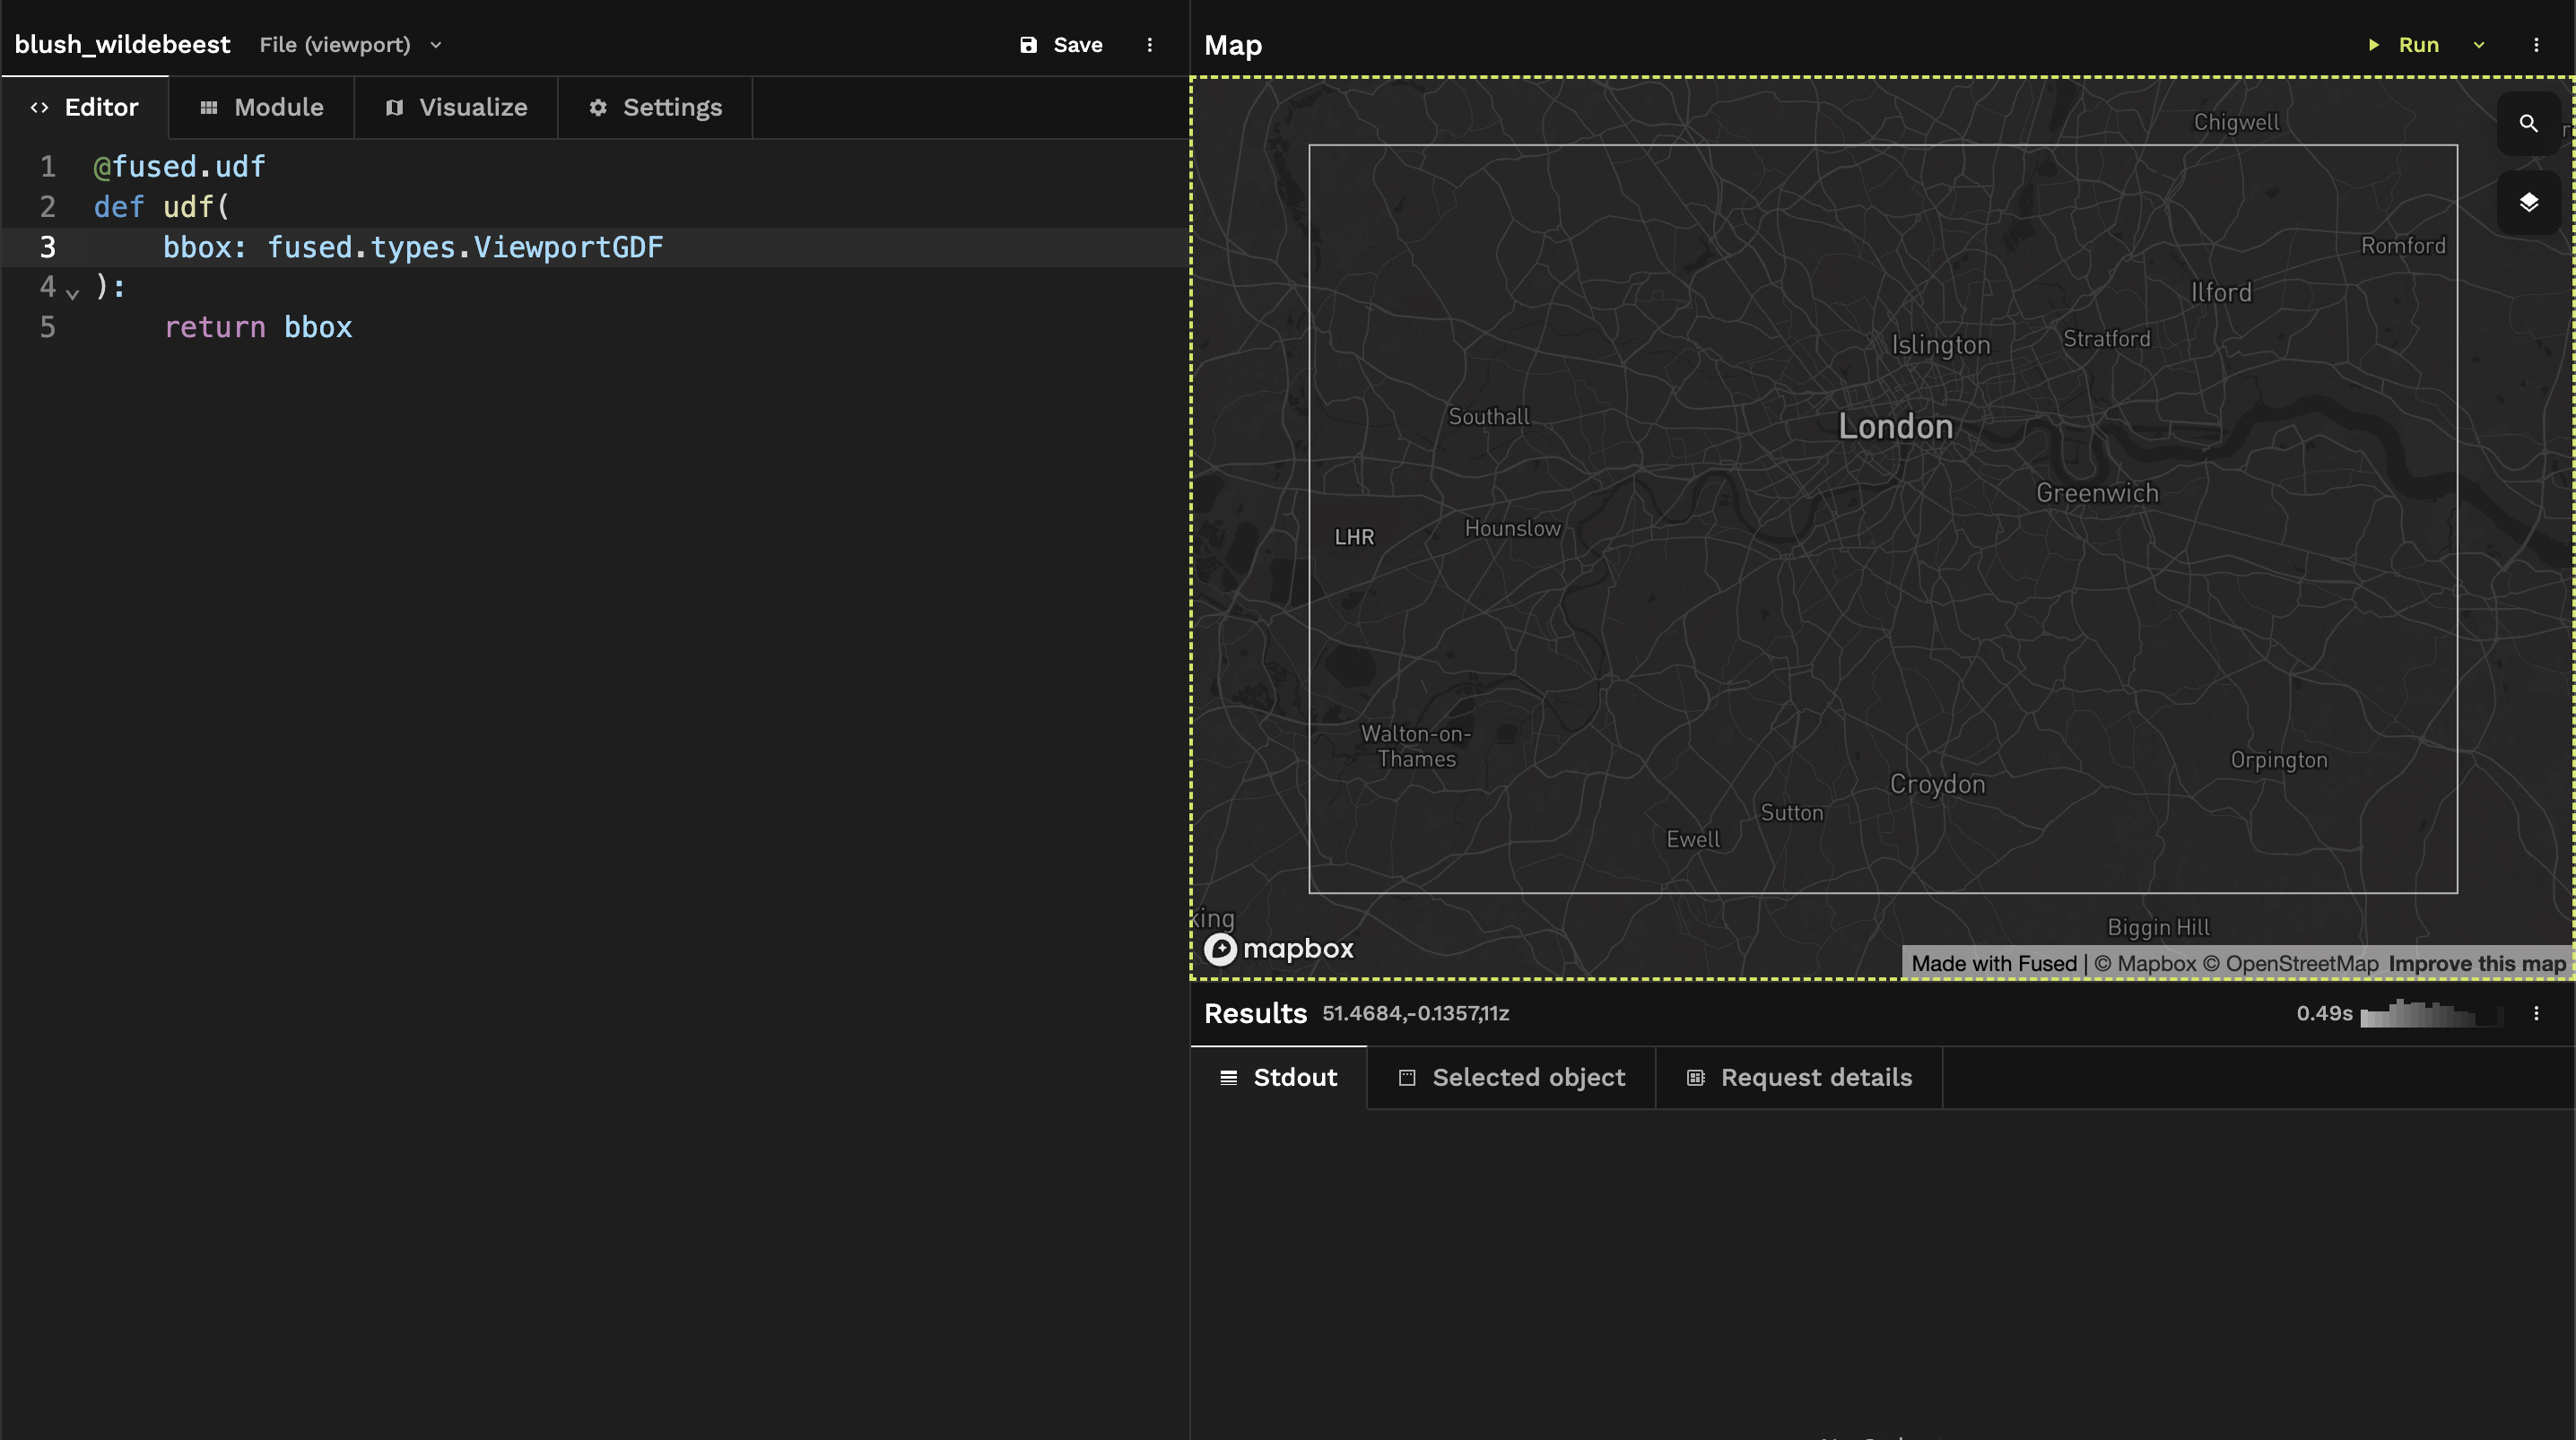 blush_wildebeest File (viewport) Save
Editor Module Visualize Settings
1 @fused.udf
2 def udf(
3 bbox: fused.types.ViewportGDF
4 ):
5 return bbox
Map Run
Chigwell
Romford
Ilford
Stratford
Islington
Southall
London
Greenwich
Hounslow
LHR
Walton-on-
Thames
Orpington
Croydon
Sutton
Ewell
king
Biggin Hill
mapbox
Made with Fused | © Mapbox © OpenStreetMap Improve this map
Results 51.4684,-0.1357,11z 0.49s
Stdout Selected object Request details